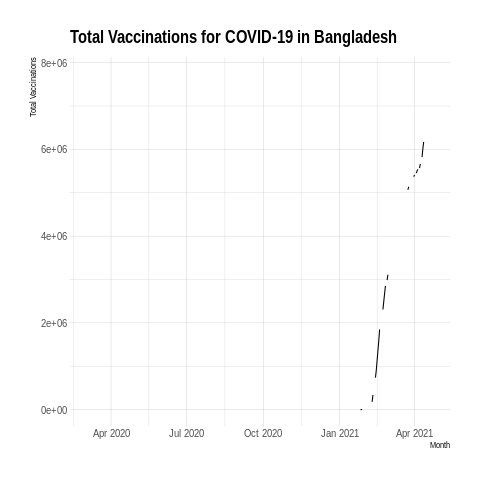 Total Vaccinations for COVID-19 in Bangladesh
Total Vaccinations
8e+06
6e+06
4e+06
2e+06
0e+00
Apr 2020 Jul 2020 Oct 2020 Jan 2021 Apr 2021
Month